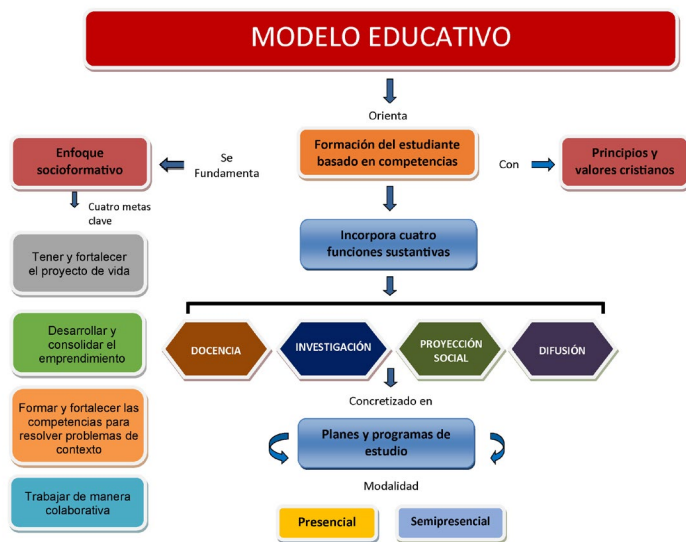 MODELO EDUCATIVO
Orienta
Enfoque
socioformativo
Se
Fundamenta
Formación del estudiante
basado en competencias
Con
Principios y
valores cristianos
Cuatro metas
clave
Tener y fortalecer
el proyecto de vida
Desarrollar y
consolidar el
emprendimiento
Formar y fortalecer las
competencias para
resolver problemas de
contexto
Trabajar de manera
colaborativa
Incorpora cuatro
funciones sustantivas
DOCENCIA
INVESTIGACIÓN
PROYECCIÓN
SOCIAL
DIFUSIÓN
Concretizado en
Planes y programas de
estudio
Modalidad
Presencial
Semipresencial